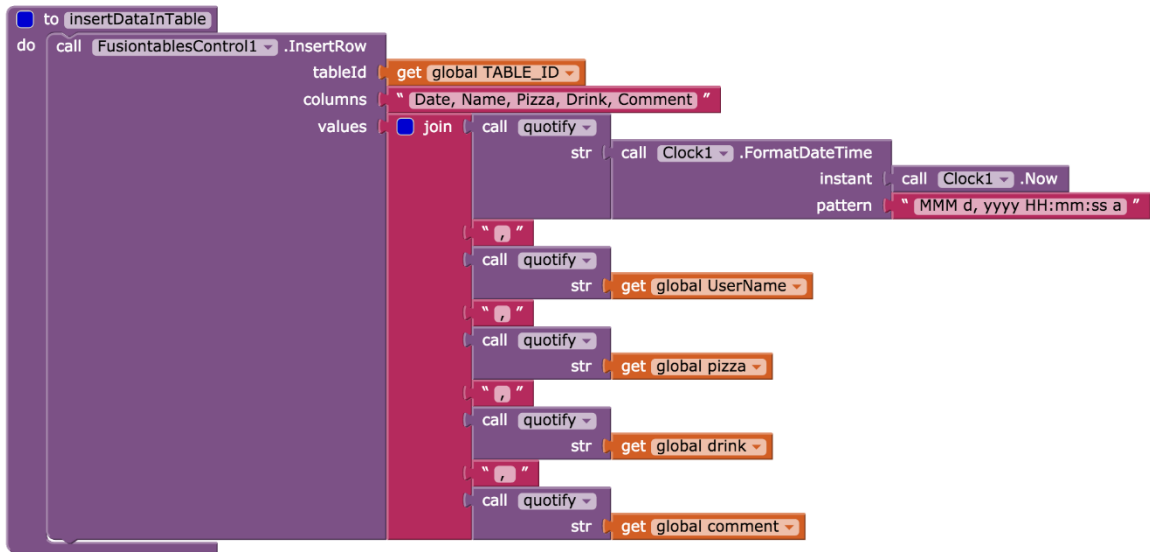 to insertDataInTable
do call FusiontablesControl1 .InsertRow
tableId get global TABLE_ID
columns " Date, Name, Pizza, Drink, Comment "
values join call quotify
str call Clock1 .FormatDateTime
instant call Clock1 .Now
pattern " MMM d, yyyy HH:mm:ss a "
" , "
call quotify
str get global UserName
" , "
call quotify
str get global pizza
" , "
call quotify
str get global drink
" , "
call quotify
str get global comment